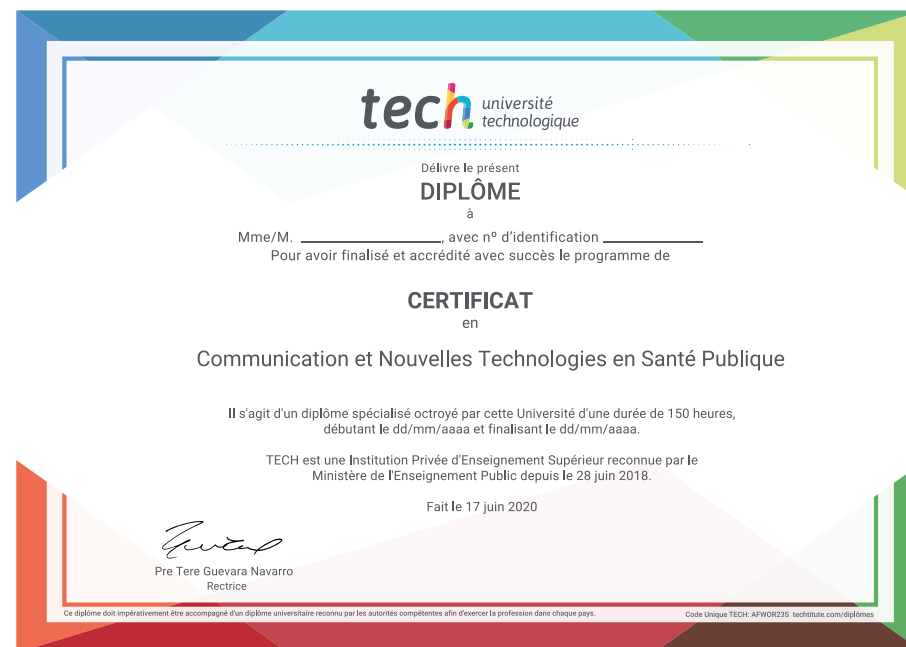 tech université
technologique
Délivre le présent
DIPLÔME
à
Mme/M. ____________________, avec nº d'identification ______________
Pour avoir finalisé et accrédité avec succès le programme de
CERTIFICAT
en
Communication et Nouvelles Technologies en Santé Publique
Il s'agit d'un diplôme spécialisé octroyé par cette Université d'une durée de 150 heures,
débutant le dd/mm/aaaa et finalisant le dd/mm/aaaa.
TECH est une Institution Privée d'Enseignement Supérieur reconnue par le
Ministère de l'Enseignement Public depuis le 28 juin 2018.
Fait le 17 juin 2020
Pre Tere Guevara Navarro
Rectrice
Ce diplôme doit impérativement être accompagné d'un diplôme universitaire reconnu par les autorités compétentes afin d'exercer la profession dans chaque pays.
Code Unique TECH: AFWOR23S techtitute.com/diplômes